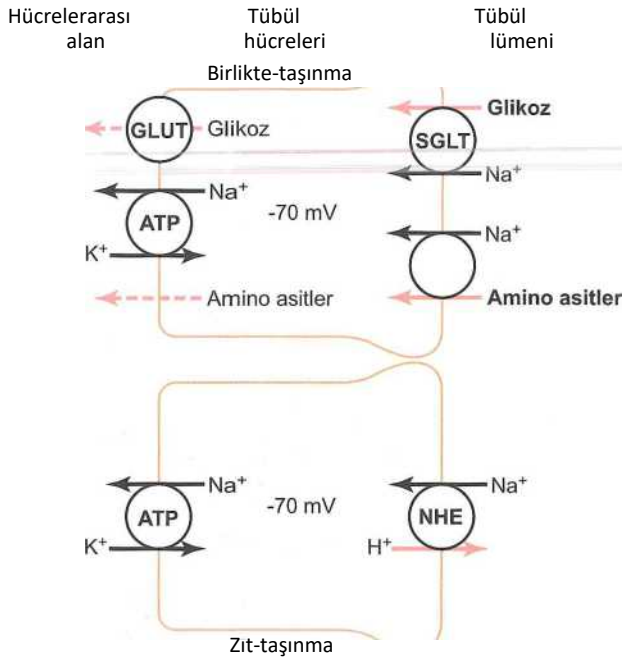 Hücrelerarası alan
Tübül hücreleri
Tübül lümeni
Birlikte-taşınma
Glikoz
GLUT
Glikoz
SGLT
Na⁺
Na⁺
ATP
-70 mV
Na⁺
K⁺
Amino asitler
Amino asitler
Na⁺
Na⁺
ATP
-70 mV
NHE
K⁺
H⁺
Zıt-taşınma